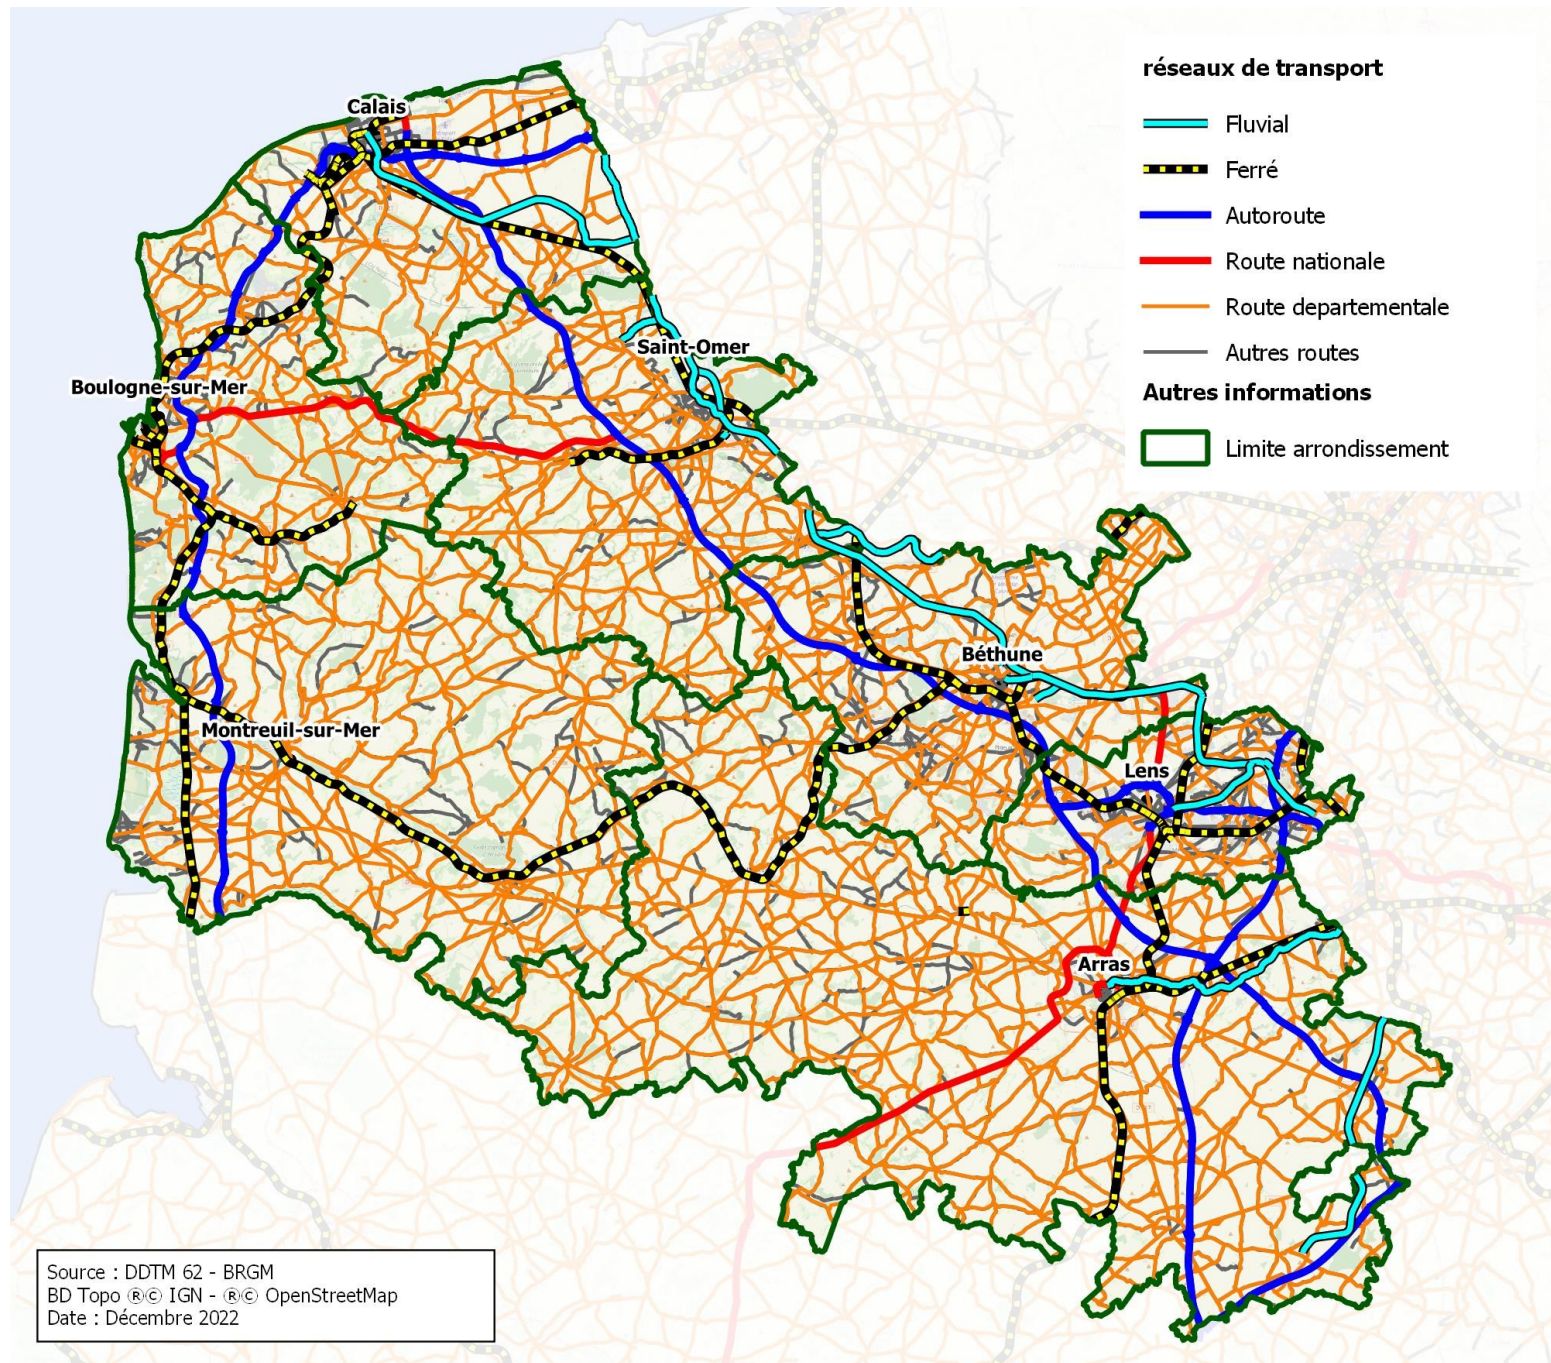 réseaux de transport
Fluvial
Ferré
Autoroute
Route nationale
Route departementale
Autres routes
Autres informations
Limite arrondissement
Calais
Saint-Omer
Boulogne-sur-Mer
Béthune
Montreuil-sur-Mer
Lens
Arras
Source : DDTM 62 - BRGM
BD Topo ®© IGN - ®© OpenStreetMap
Date : Décembre 2022